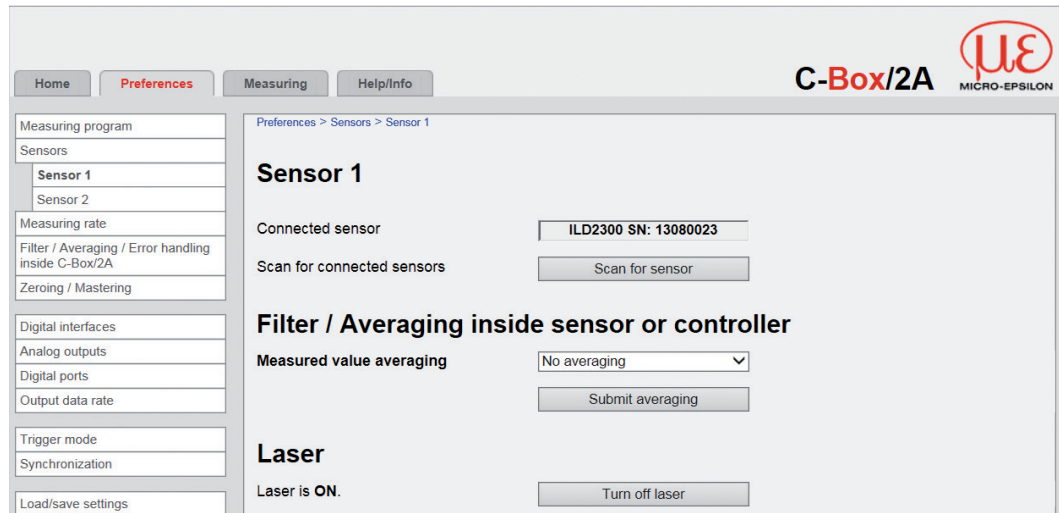 Home
Preferences
Measuring
Help/Info
C-Box/2A
με
MICRO-EPSILON
Measuring program
Sensors
Sensor 1
Sensor 2
Measuring rate
Filter / Averaging / Error handling
inside C-Box/2A
Zeroing / Mastering
Digital interfaces
Analog outputs
Digital ports
Output data rate
Trigger mode
Synchronization
Load/save settings
Preferences > Sensors > Sensor 1
Sensor 1
Connected sensor
ILD2300 SN: 13080023
Scan for connected sensors
Scan for sensor
Filter / Averaging inside sensor or controller
Measured value averaging
No averaging
Submit averaging
Laser
Laser is ON.
Turn off laser